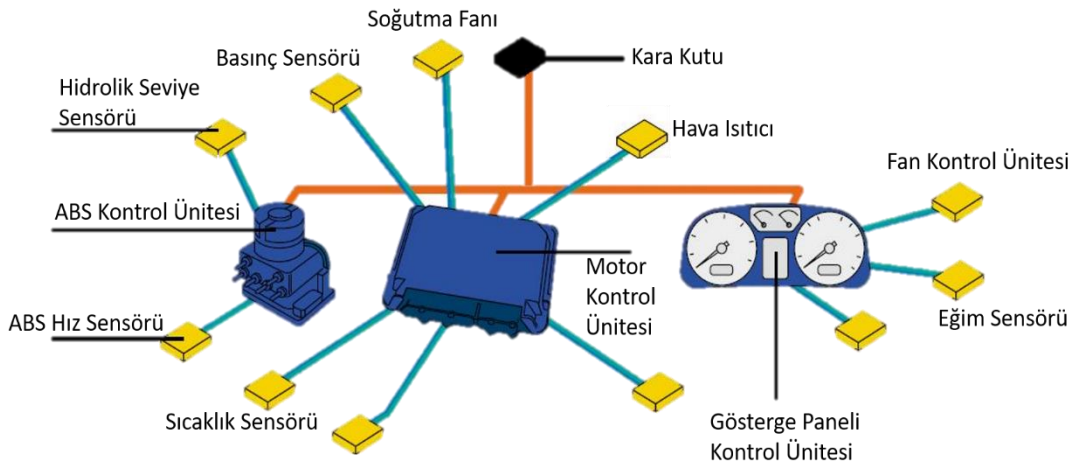 Soğutma Fanı
Basınç Sensörü
Kara Kutu
Hidrolik Seviye
Sensörü
Hava Isıtıcı
Fan Kontrol Ünitesi
ABS Kontrol Ünitesi
Motor
Kontrol
Ünitesi
ABS Hız Sensörü
Eğim Sensörü
Sıcaklık Sensörü
Gösterge Paneli
Kontrol Ünitesi